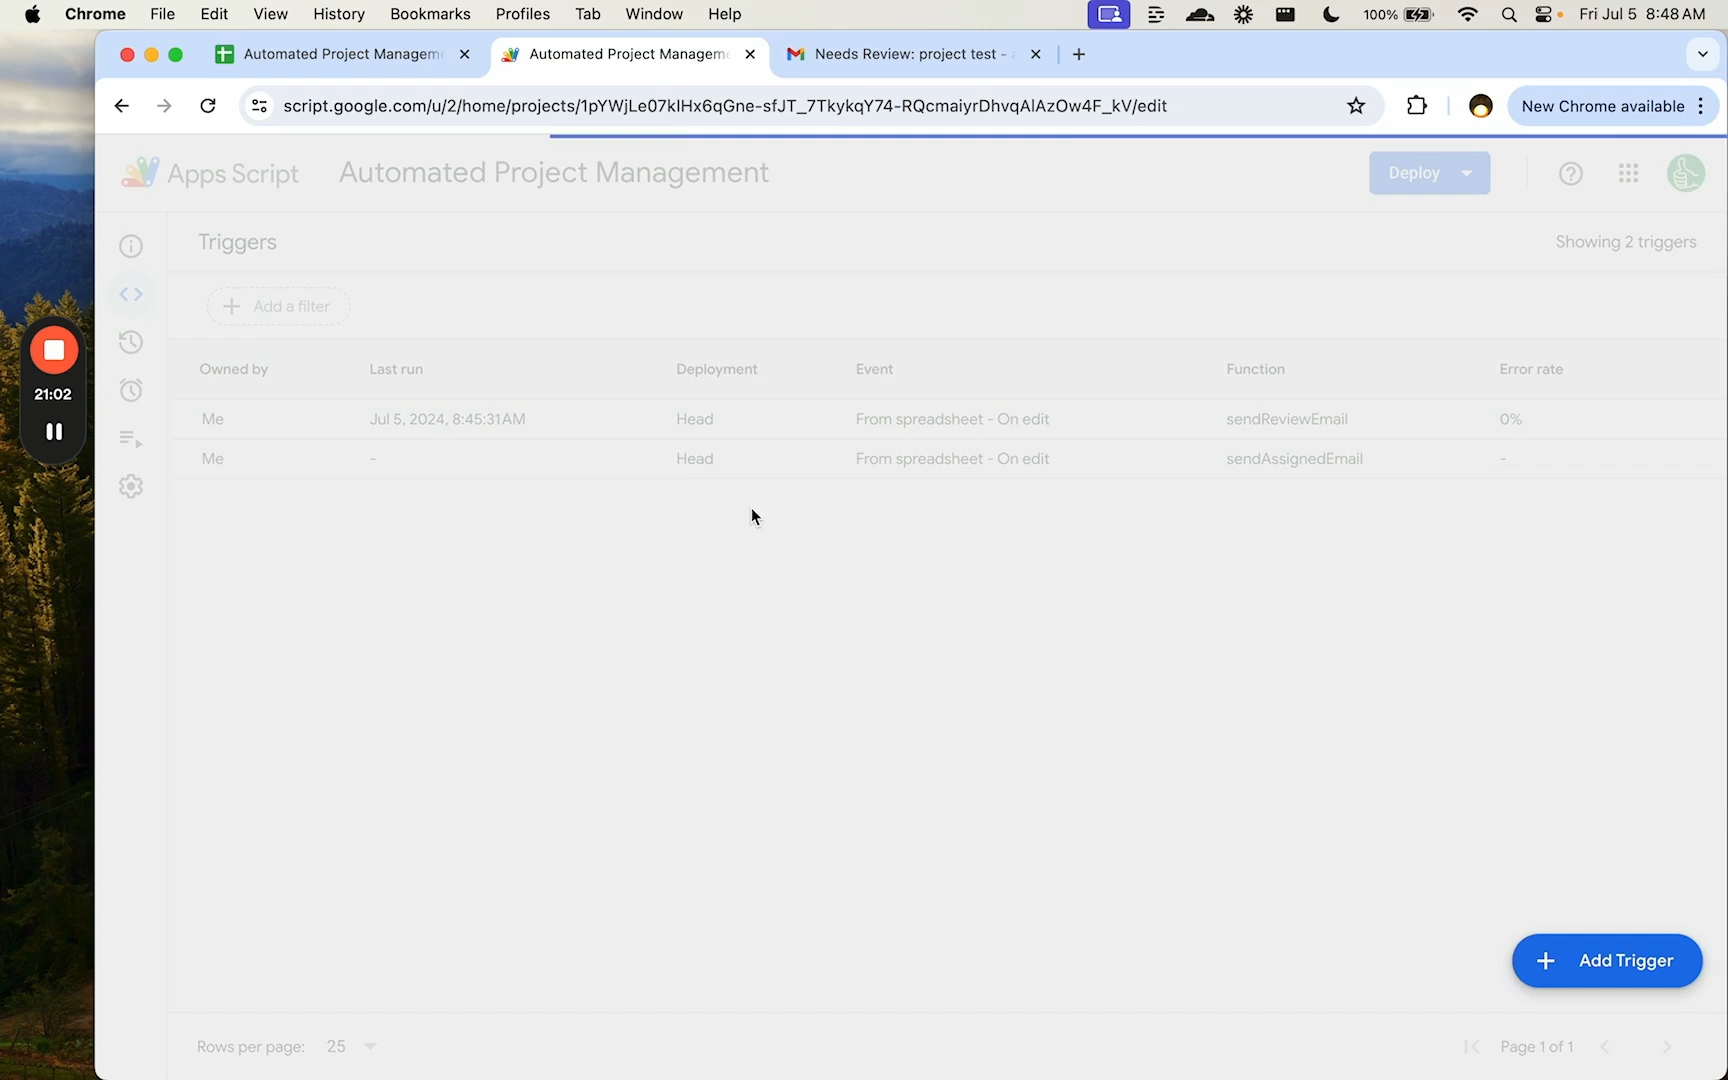 Chrome File Edit View History Bookmarks Profiles Tab Window Help 100% Fri Jul 5 8:48 AM
Automated Project Managem Automated Project Managem Needs Review: project test -
script.google.com/u/2/home/projects/1pYWjLe07kIHx6qGne-sfJT_7TkykqY74-RQcmaiyrDhvqAlAzOw4F_kV/edit New Chrome available
Apps Script Automated Project Management Deploy
Triggers Showing 2 triggers
Add a filter
Owned by Last run Deployment Event Function Error rate
Me Jul 5, 2024, 8:45:31 AM Head From spreadsheet - On edit sendReviewEmail 0%
Me - Head From spreadsheet - On edit sendAssignedEmail -
21:02
Add Trigger
Rows per page: 25 Page 1 of 1